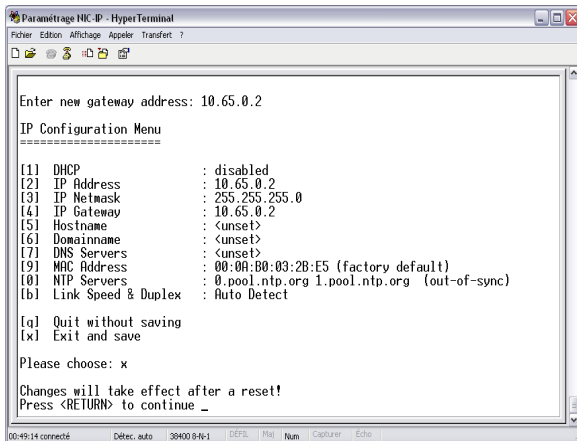 Paramétrage NIC-IP - HyperTerminal
Fichier Edition Affichage Appeler Transfert ?
Enter new gateway address: 10.65.0.2
IP Configuration Menu
=====================
[1] DHCP : disabled
[2] IP Address : 10.65.0.2
[3] IP Netmask : 255.255.255.0
[4] IP Gateway : 10.65.0.2
[5] Hostname : <unset>
[6] Domainname : <unset>
[7] DNS Servers : <unset>
[9] MAC Address : 00:0A:B0:03:2B:E5 (factory default)
[0] NTP Servers : 0.pool.ntp.org 1.pool.ntp.org (out-of-sync)
[b] Link Speed & Duplex : Auto Detect
[q] Quit without saving
[x] Exit and save
Please choose: x
Changes will take effect after a reset!
Press <RETURN> to continue _
00:49:14 connecté Détec. auto 38400 8-N-1 DÉFIL Maj Num Capturer Écho